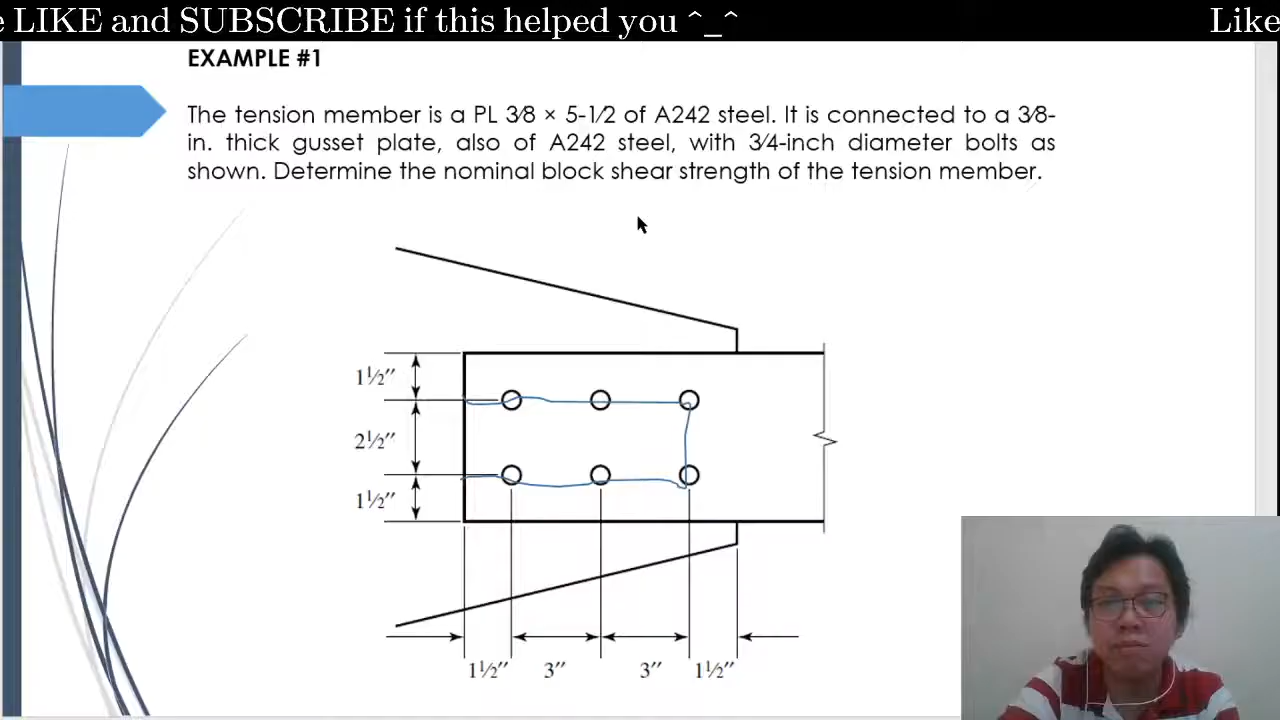 e LIKE and SUBSCRIBE if this helped you ^_^ Like
EXAMPLE #1
The tension member is a PL 3⁄8 × 5-1⁄2 of A242 steel. It is connected to a 3⁄8-
in. thick gusset plate, also of A242 steel, with 3⁄4-inch diameter bolts as
shown. Determine the nominal block shear strength of the tension member.
1½″
2½″
1½″
1½″ 3″ 3″ 1½″